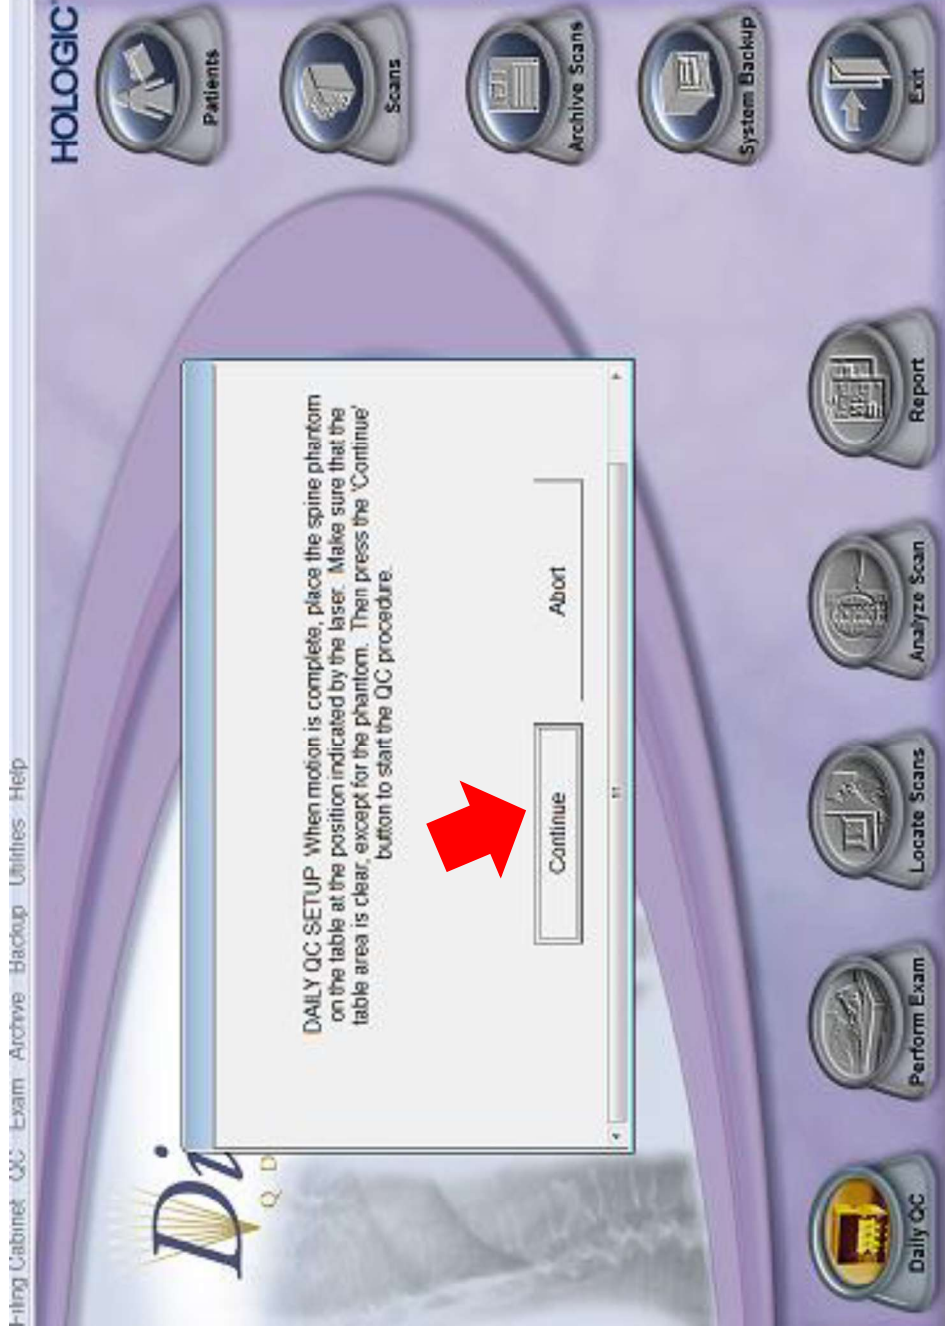 Filing Cabinet QC Exam Archive Backup Utilities Help
HOLOGIC
Di
Q D
Patients
Scans
Archive Scans
System Backup
Exit
DAILY QC SETUP When motion is complete, place the spine phantom
on the table at the position indicated by the laser. Make sure that the
table area is clear, except for the phantom. Then press the 'Continue'
button to start the QC procedure.
Continue
Abort
Daily QC
Perform Exam
Locate Scans
Analyze Scan
Report